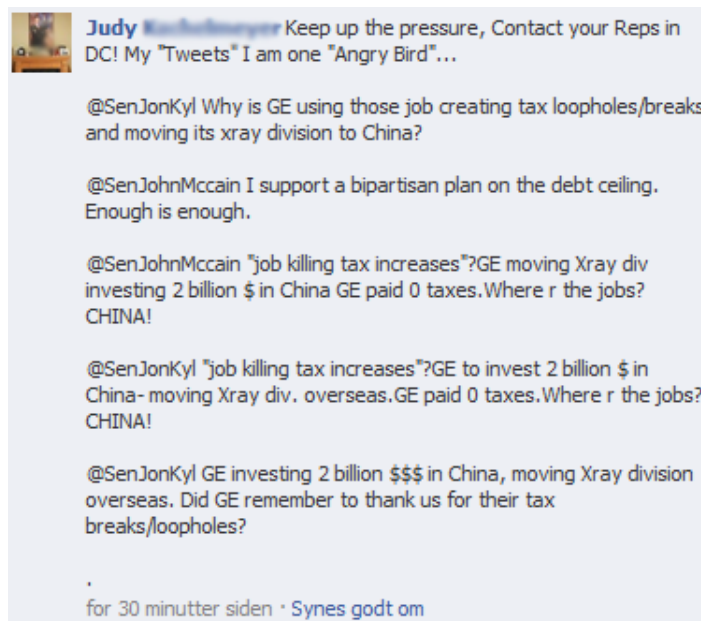 Judy Keep up the pressure, Contact your Reps in
DC! My "Tweets" I am one "Angry Bird"...
@SenJonKyl Why is GE using those job creating tax loopholes/breaks
and moving its xray division to China?
@SenJohnMccain I support a bipartisan plan on the debt ceiling.
Enough is enough.
@SenJohnMccain "job killing tax increases"?GE moving Xray div
investing 2 billion $ in China GE paid 0 taxes.Where r the jobs?
CHINA!
@SenJonKyl "job killing tax increases"?GE to invest 2 billion $ in
China- moving Xray div. overseas.GE paid 0 taxes.Where r the jobs?
CHINA!
@SenJonKyl GE investing 2 billion $$$ in China, moving Xray division
overseas. Did GE remember to thank us for their tax
breaks/loopholes?
.
for 30 minutter siden · Synes godt om